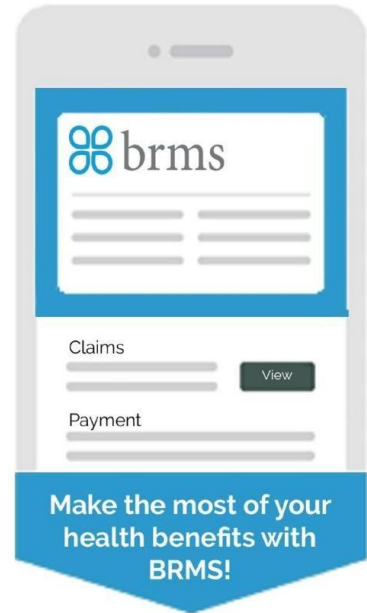 brms
Claims
View
Payment
Make the most of your
health benefits with
BRMS!